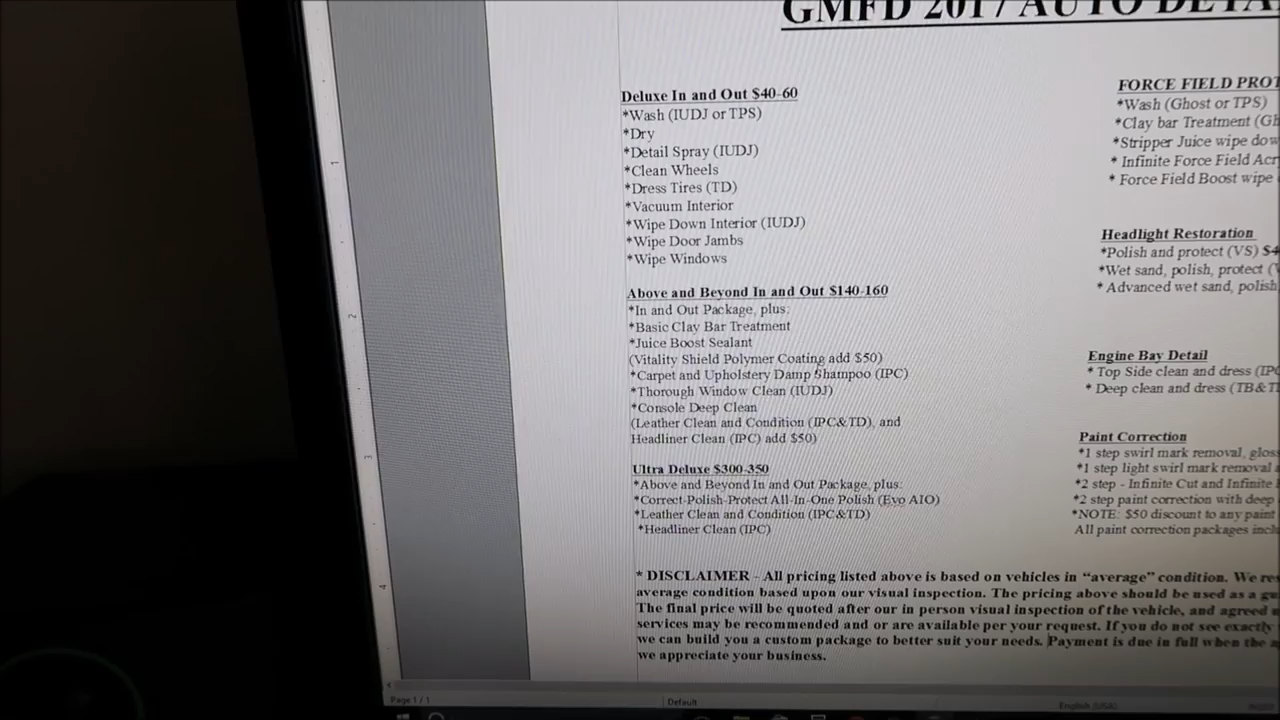 GMFD 2017 AUTO
Deluxe In and Out $40-60
*Wash (IUDJ or TPS)
*Dry
*Detail Spray (IUDJ)
*Clean Wheels
*Dress Tires (TD)
*Vacuum Interior
*Wipe Down Interior (IUDJ)
*Wipe Door Jambs
*Wipe Windows
Above and Beyond In and Out $140-160
*In and Out Package, plus:
*Basic Clay Bar Treatment
*Juice Boost Sealant
(Vitality Shield Polymer Coating add $50)
*Carpet and Upholstery Damp Shampoo (IPC)
*Thorough Window Clean (IUDJ)
*Console Deep Clean
(Leather Clean and Condition (IPC&TD), and
Headliner Clean (IPC) add $50)
Ultra Deluxe $300-350
*Above and Beyond In and Out Package, plus:
*Correct-Polish-Protect All-In-One Polish (Evo AIO)
*Leather Clean and Condition (IPC&TD)
*Headliner Clean (IPC)
FORCE FIELD
*Wash (Ghost or TPS)
*Clay bar Treatment
*Stripper Juice wipe
* Infinite Force Field
* Force Field Boost wipe
Headlight Restoration
*Polish and protect (VS)
*Wet sand, polish, protect
* Advanced wet sand, polish
Engine Bay Detail
* Top Side clean and dress
* Deep clean and dress
Paint Correction
*1 step swirl mark removal,
*1 step light swirl mark removal
*2 step - Infinite Cut and Infinite
*2 step paint correction with deep
*NOTE: $50 discount to any paint
All paint correction packages
* DISCLAIMER - All pricing listed above is based on vehicles in “average” condition. We
average condition based upon our visual inspection. The pricing above should be used as a
The final price will be quoted after our in person visual inspection of the vehicle, and agreed
services may be recommended and or are available per your request. If you do not see exactly
we can build you a custom package to better suit your needs. Payment is due in full when the
we appreciate your business.
Page 1 / 1
Default
English (USA)
1
2
3
4